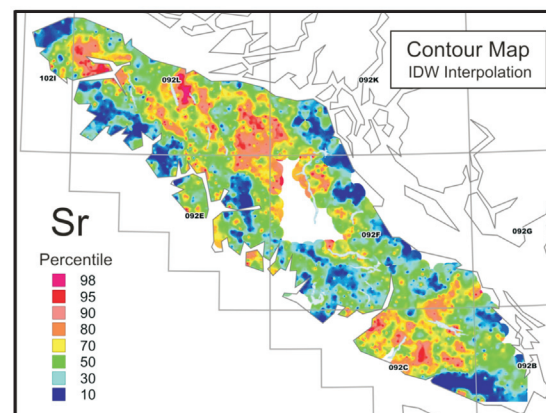 Contour Map
IDW Interpolation
102I
092L
092K
092E
092F
092G
092C
092B
Sr
Percentile
98
95
90
80
70
50
30
10